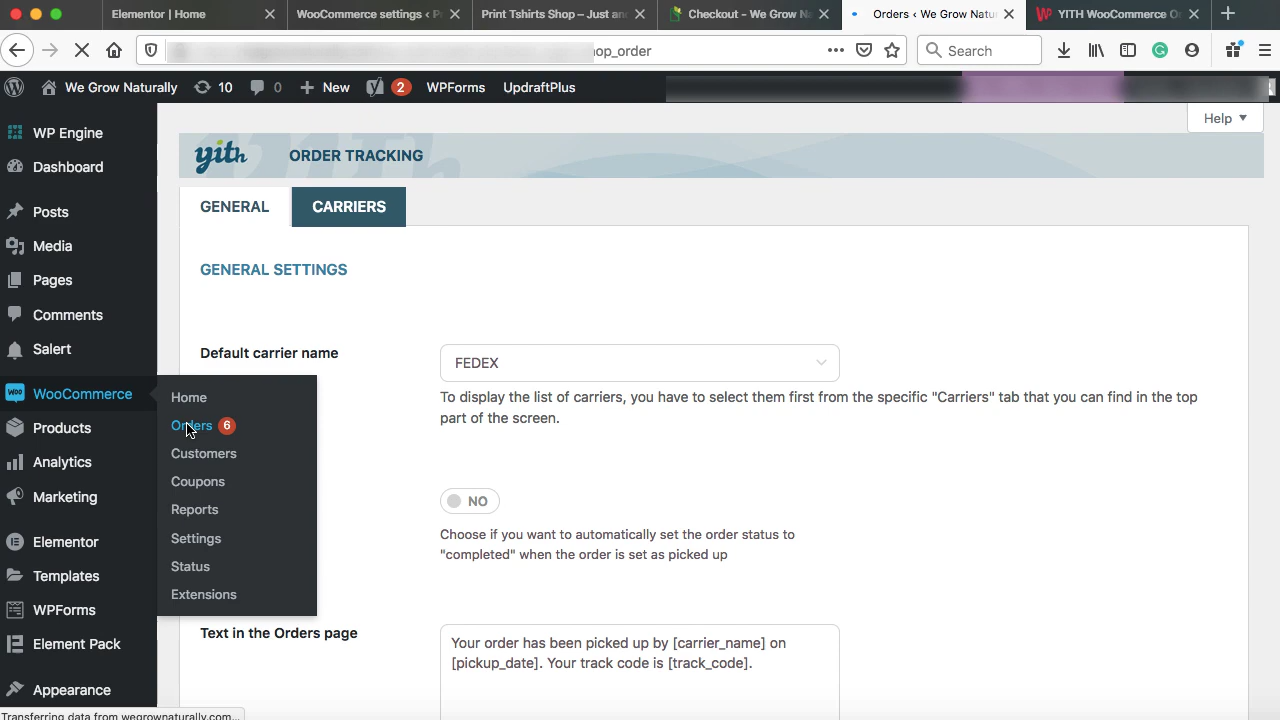 Elementor | Home
WooCommerce settings ‹ P
Print Tshirts Shop – Just an
Checkout – We Grow N
Orders ‹ We Grow Natu
YITH WooCommerce O
op_order
Search
We Grow Naturally
10
0
New
2
WPForms
UpdraftPlus
Help
WP Engine
Dashboard
Posts
Media
Pages
Comments
Salert
WooCommerce
Products
Analytics
Marketing
Elementor
Templates
WPForms
Element Pack
Appearance
Home
Orders 6
Customers
Coupons
Reports
Settings
Status
Extensions
yith
ORDER TRACKING
GENERAL
CARRIERS
GENERAL SETTINGS
Default carrier name
FEDEX
To display the list of carriers, you have to select them first from the specific "Carriers" tab that you can find in the top
part of the screen.
NO
Choose if you want to automatically set the order status to
"completed" when the order is set as picked up
Text in the Orders page
Your order has been picked up by [carrier_name] on
[pickup_date]. Your track code is [track_code].
Transferring data from wegrownaturally.com...